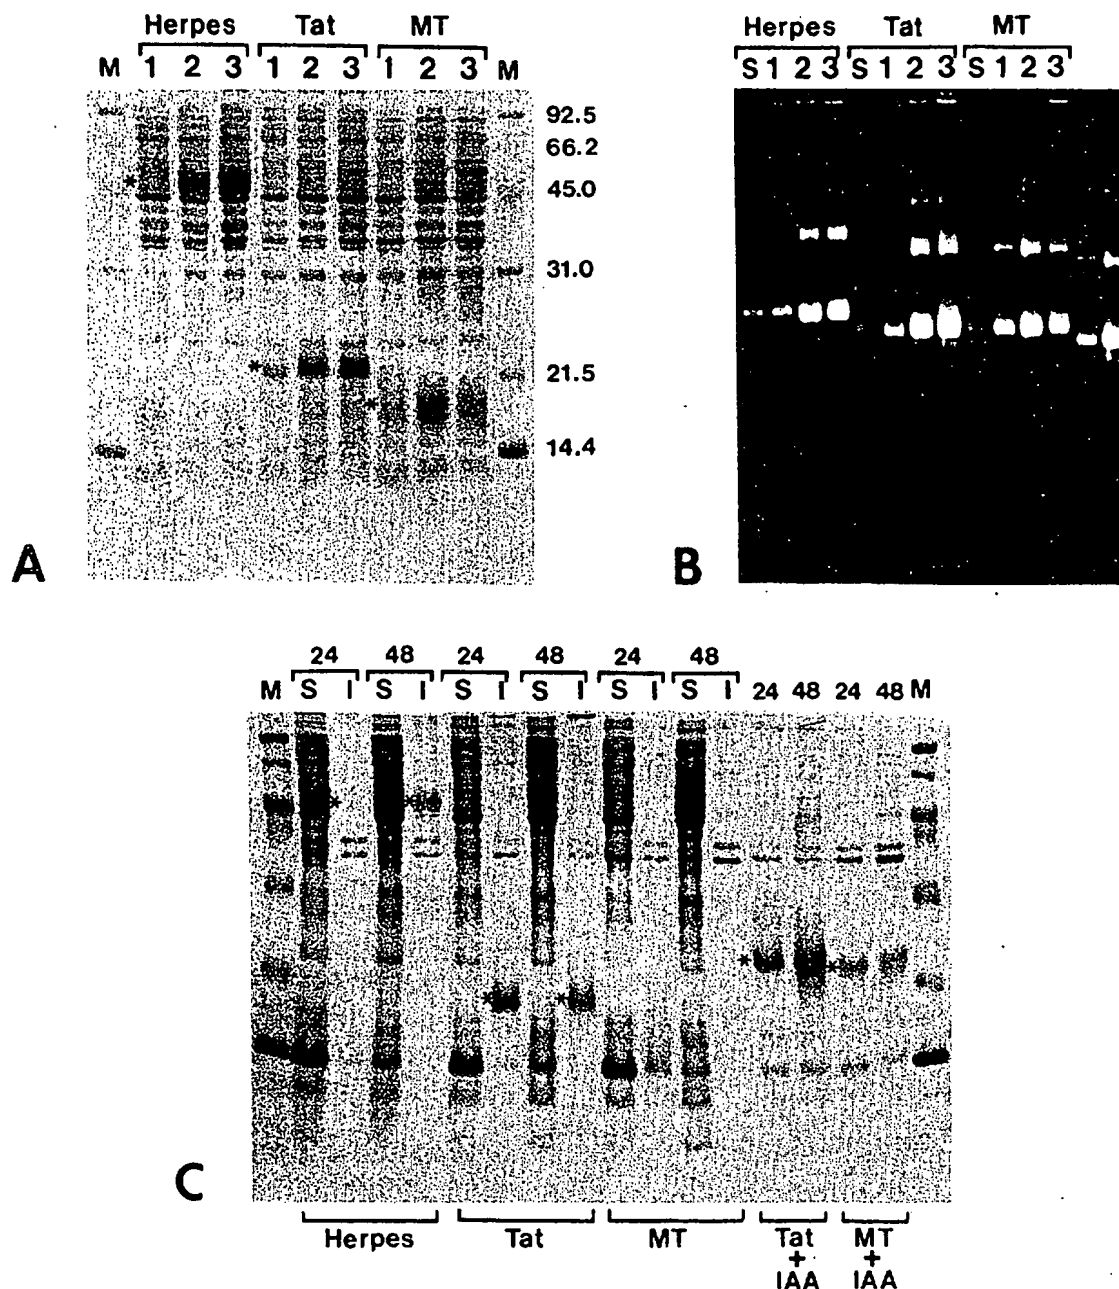 Herpes Tat MT
M 1 2 3 1 2 3 1 2 3 M
92.5
66.2
45.0
31.0
21.5
14.4
*
*
*
A
Herpes Tat MT
S 1 2 3 S 1 2 3 S 1 2 3
B
24 48 24 48 24 48
M S I S I S I S I S I S I 24 48 24 48 M
* * * * * *
C
Herpes Tat MT Tat + IAA MT + IAA